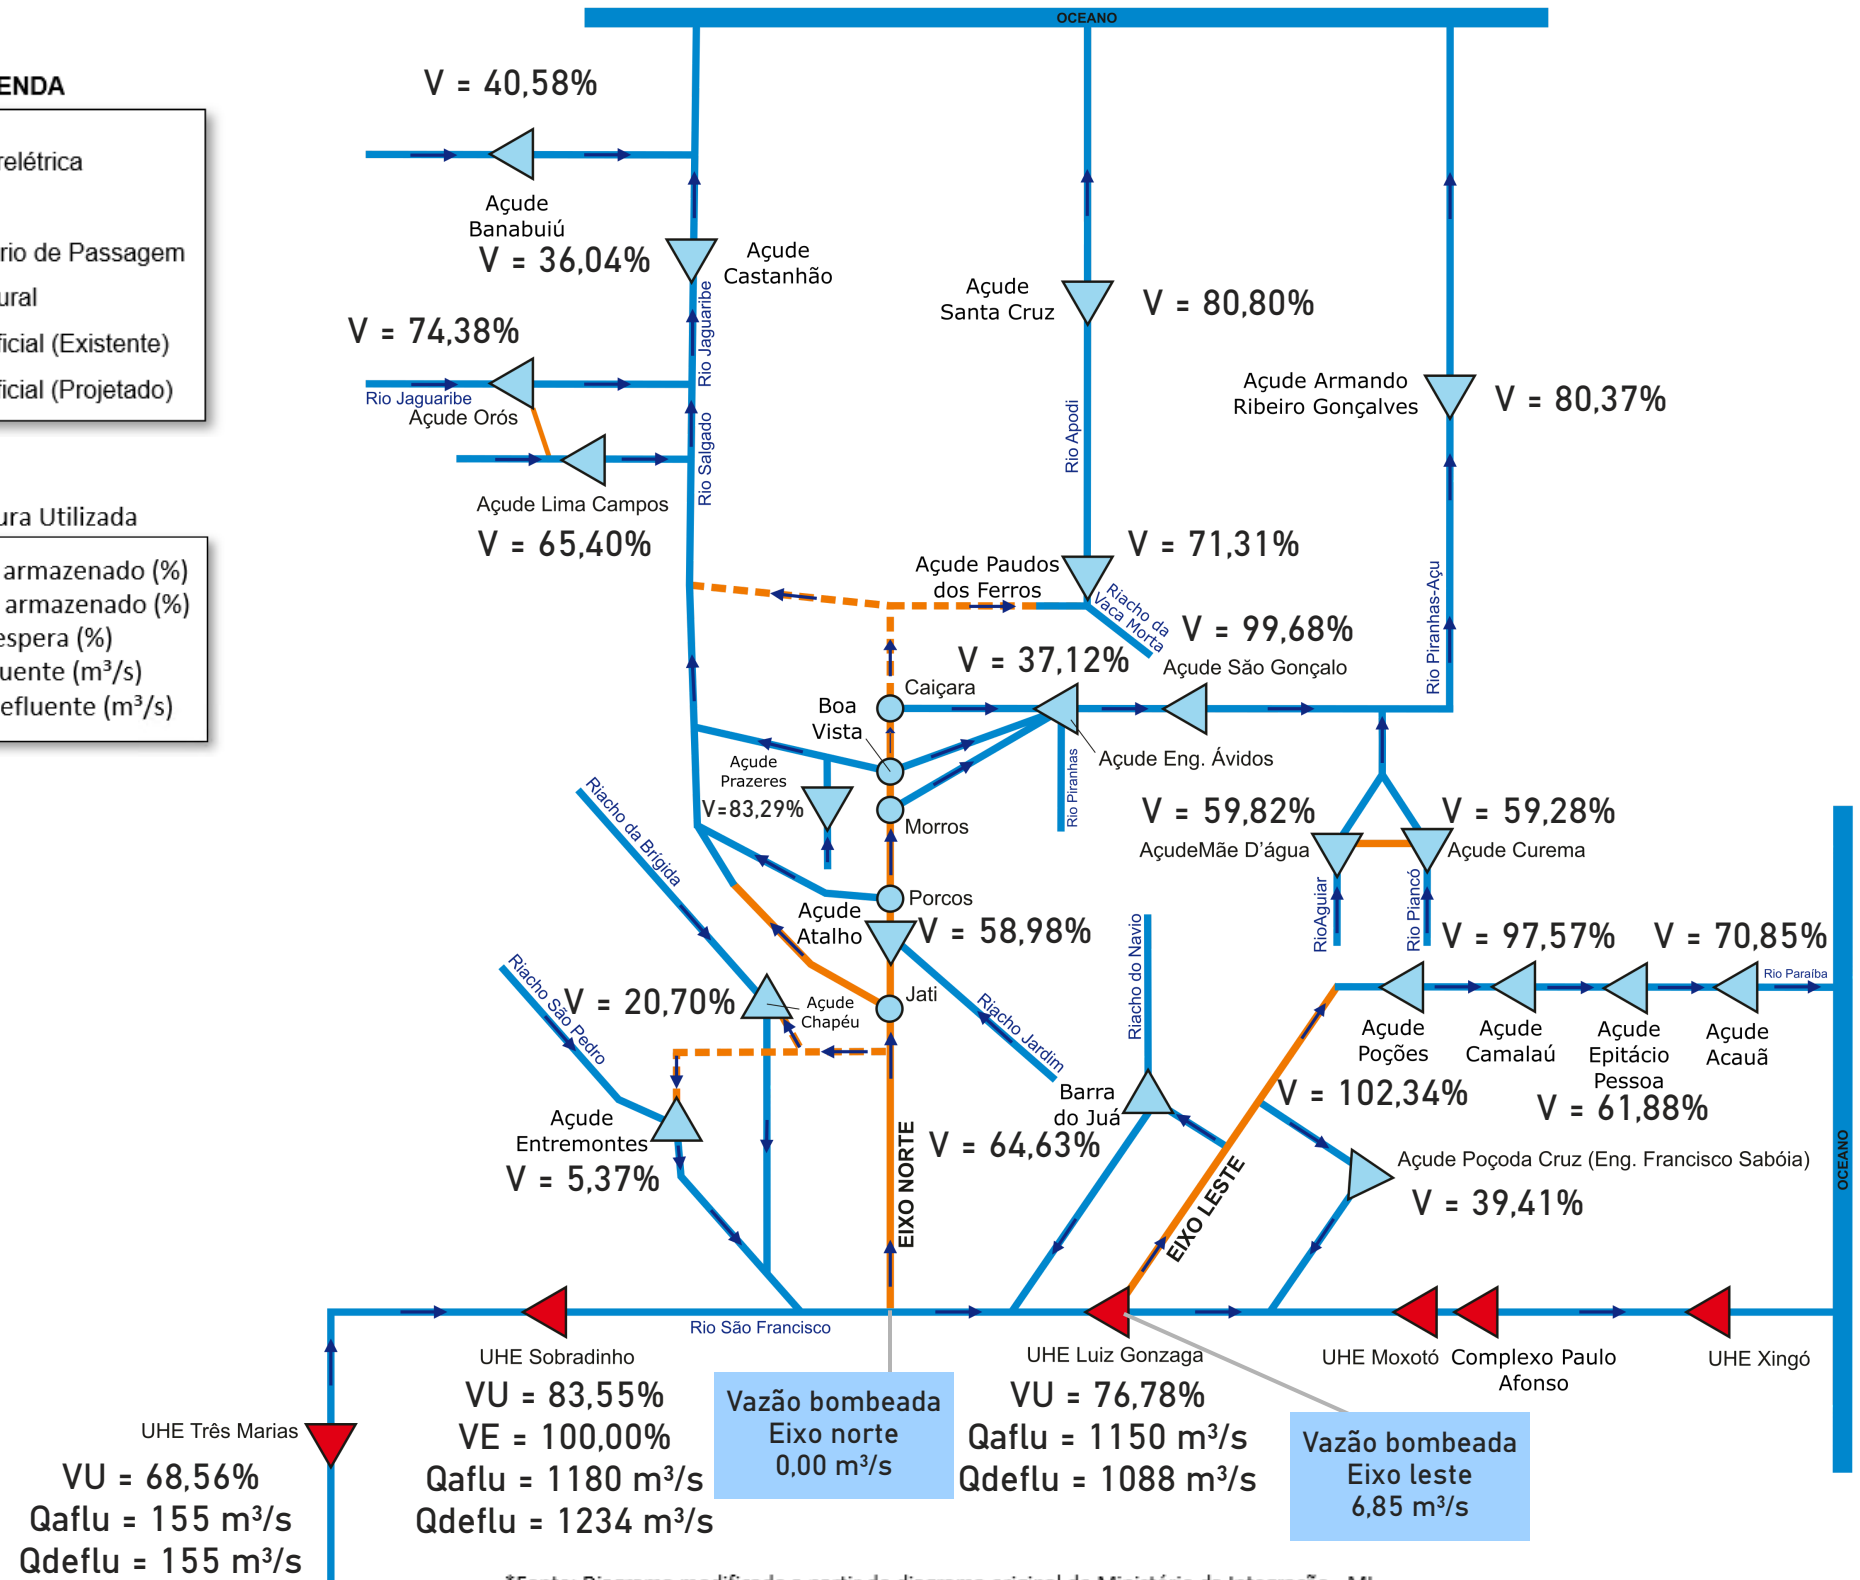 OCEANO
V = 40,58%
ENDA
relétrica
Açude
Banabuiú
V = 36,04%
Açude
Castanhão
rio de Passagem
ural
ficial (Existente)
ficial (Projetado)
Açude
Santa Cruz
V = 80,80%
V = 74,38%
Rio Jaguaribe
Rio Jaguaribe
Açude Orós
Açude Armando
Ribeiro Gonçalves
V = 80,37%
Rio Salgado
Rio Apodi
Açude Lima Campos
V = 65,40%
ura Utilizada
armazenado (%)
armazenado (%)
espera (%)
uente (m³/s)
efluente (m³/s)
V = 71,31%
Açude Paudos
dos Ferros
Riacho da
Vaca Morta
V = 99,68%
Açude São Gonçalo
V = 37,12%
Rio Piranhas-Açu
Caiçara
Boa
Vista
Açude Eng. Ávidos
Rio Piranhas
Açude
Prazeres
V=83,29%
Morros
Riacho da Brígida
V = 59,82%
AçudeMãe D'água
V = 59,28%
Açude Curema
RioAguiar
Rio Piancó
Porcos
Açude
Atalho
V = 58,98%
Riacho do Navio
V = 97,57%
V = 70,85%
Rio Paraíba
Riacho São Pedro
V = 20,70%
Açude
Chapéu
Jati
Riacho Jardim
Açude
Poções
Açude
Camalaú
Açude
Epitácio
Pessoa
Açude
Acauã
V = 102,34%
V = 61,88%
Barra
do Juá
V = 64,63%
Açude
Entremontes
V = 5,37%
EIXO NORTE
EIXO LESTE
Açude Poçoda Cruz (Eng. Francisco Sabóia)
V = 39,41%
OCEANO
Rio São Francisco
UHE Sobradinho
VU = 83,55%
VE = 100,00%
Qaflu = 1180 m³/s
Qdeflu = 1234 m³/s
Vazão bombeada
Eixo norte
0,00 m³/s
UHE Luiz Gonzaga
VU = 76,78%
Qaflu = 1150 m³/s
Qdeflu = 1088 m³/s
Vazão bombeada
Eixo leste
6,85 m³/s
UHE Moxotó
Complexo Paulo
Afonso
UHE Xingó
UHE Três Marias
VU = 68,56%
Qaflu = 155 m³/s
Qdeflu = 155 m³/s